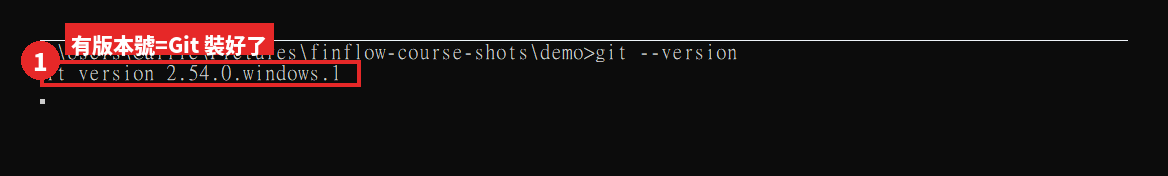 有版本號=Git 裝好了
\finflow-course-shots\demo>git --version
1
version 2.54.0.windows.1